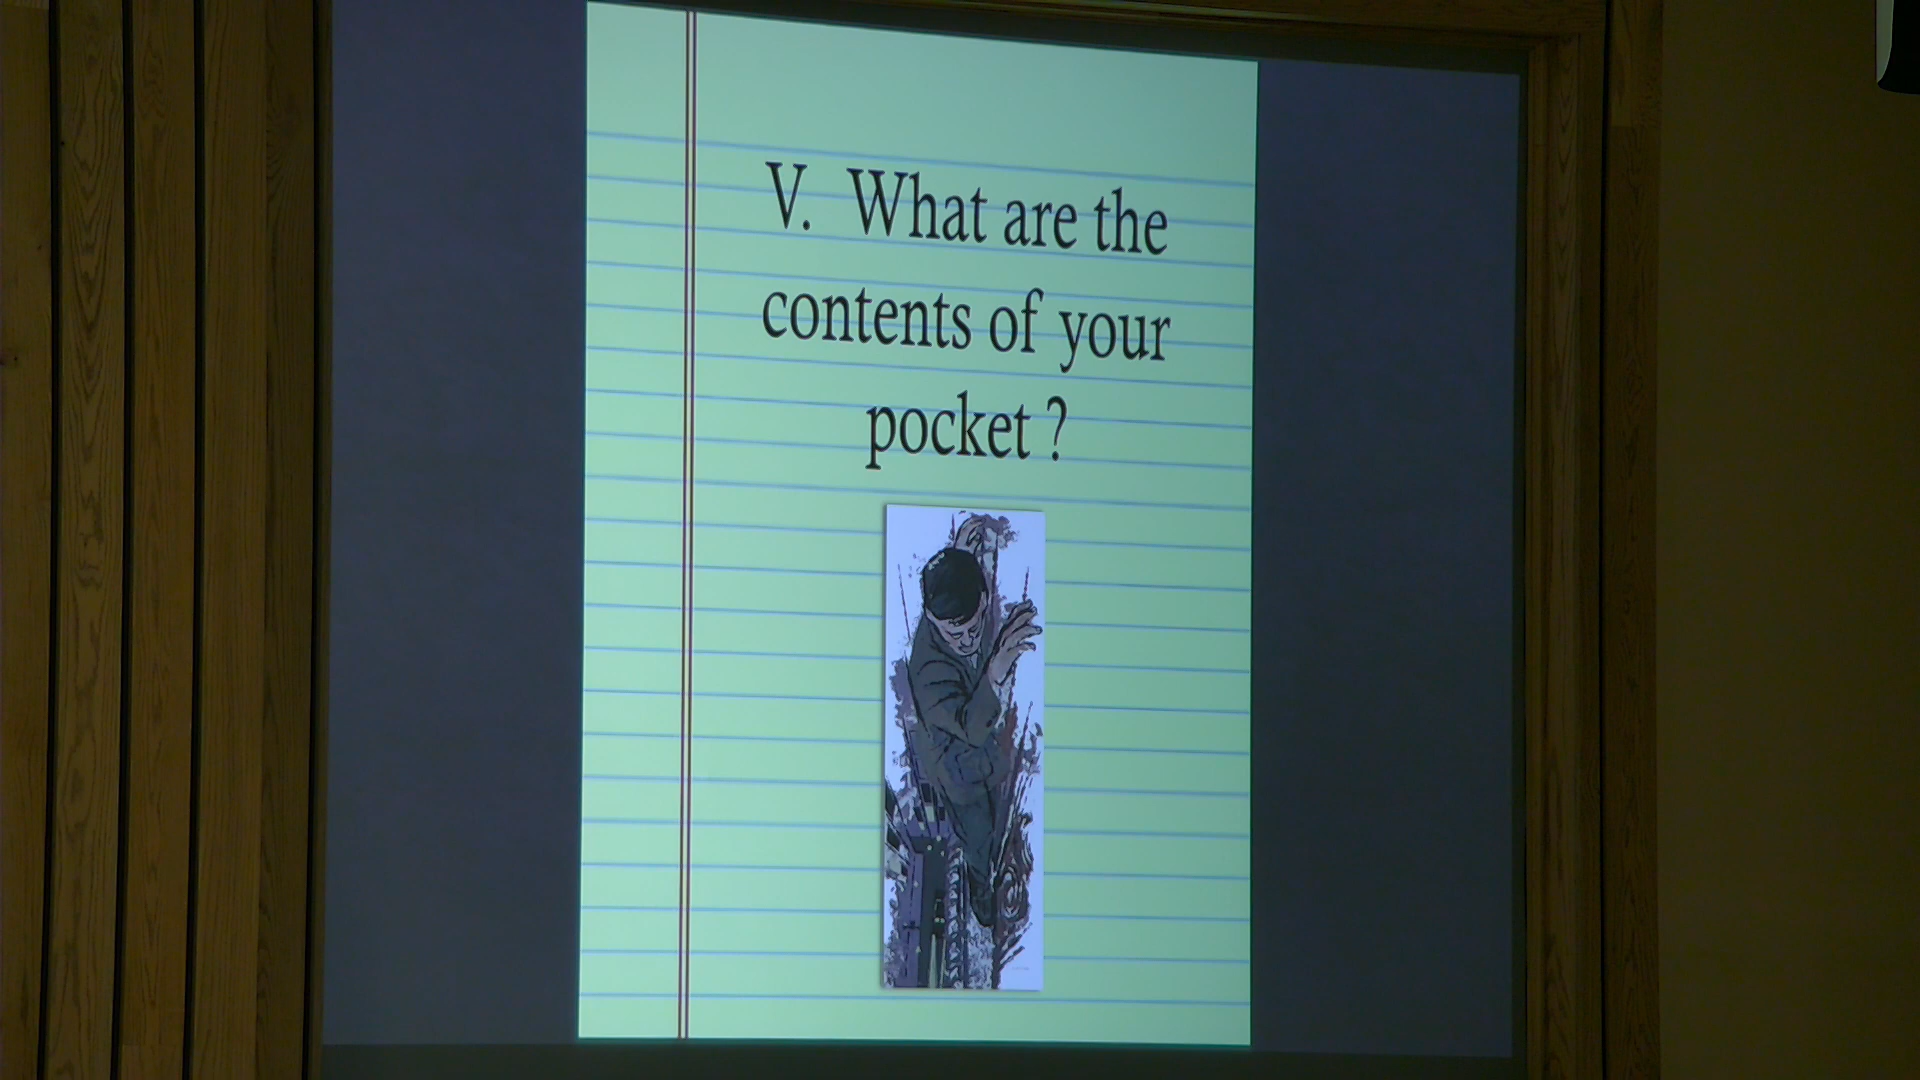 V. What are the
contents of your
pocket ?